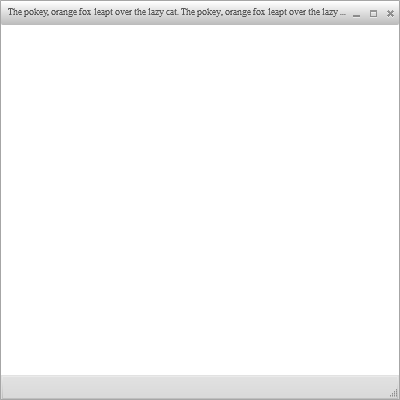 The pokey, orange fox leapt over the lazy cat. The pokey, orange fox leapt over the lazy ...